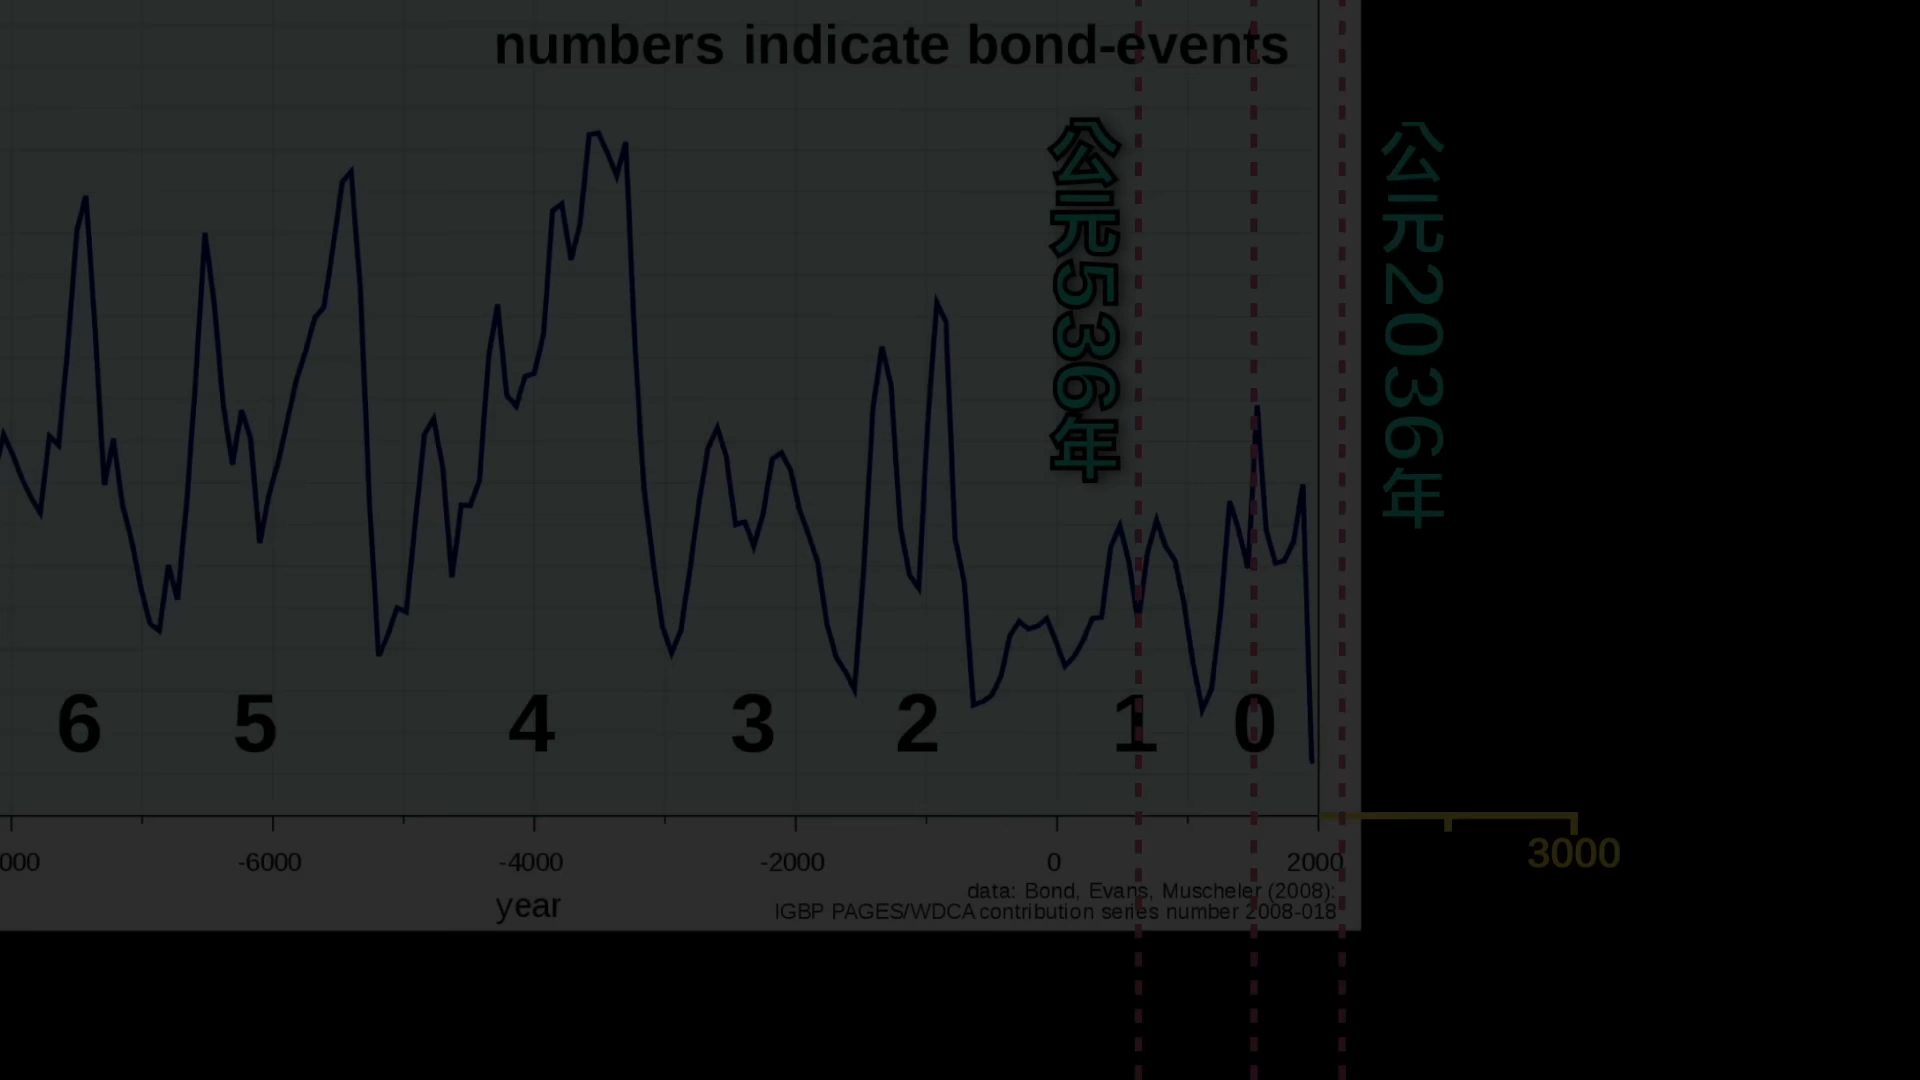 numbers indicate bond-events
公元536年
公元2036年
6 5 4 3 2 1 0
000 -6000 -4000 -2000 0 2000
3000
year
data: Bond, Evans, Muscheler (2008):
IGBP PAGES/WDCA contribution series number 2008-018